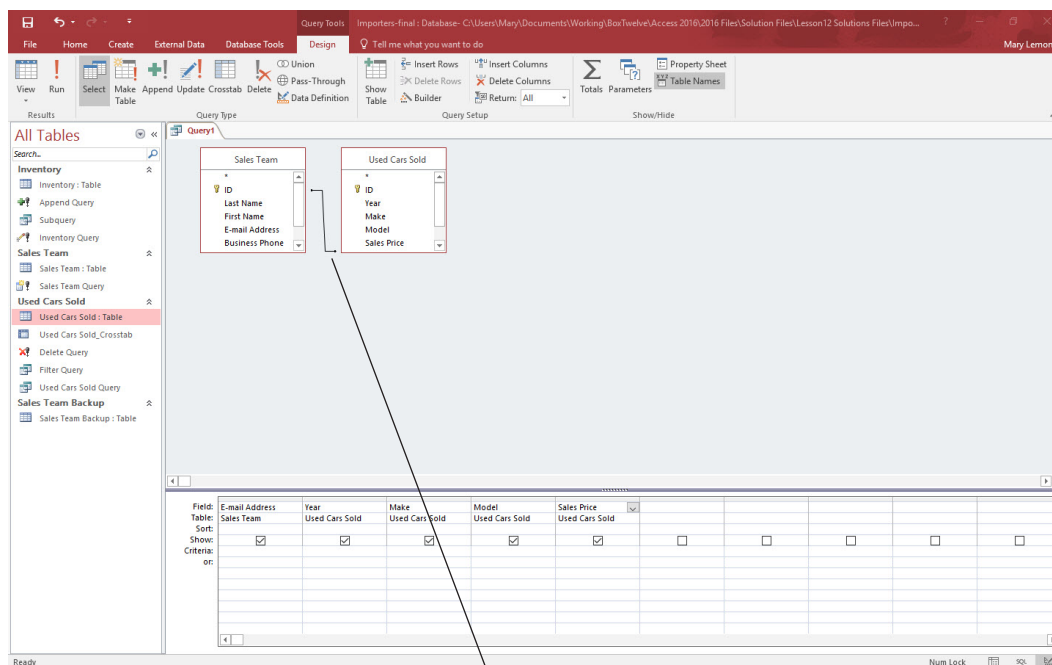 Query Tools Importers-final : Database- C:\Users\Mary\Documents\Working\BoxTwelve\Access 2016\2016 Files\Solution Files\Lesson12 Solutions Files\Impo... ?
File Home Create External Data Database Tools Design Tell me what you want to do Mary Lemon
View Run Select Make Table Append Update Crosstab Delete
Union
Pass-Through
Data Definition
Show Table
Insert Rows
Delete Rows
Builder
Insert Columns
Delete Columns
Return: All
Totals Parameters
Property Sheet
Table Names
Results Query Type Query Setup Show/Hide
All Tables
Search..
Inventory
Inventory : Table
Append Query
Subquery
Inventory Query
Sales Team
Sales Team : Table
Sales Team Query
Used Cars Sold
Used Cars Sold : Table
Used Cars Sold_Crosstab
Delete Query
Filter Query
Used Cars Sold Query
Sales Team Backup
Sales Team Backup : Table
Query1
Sales Team
*
ID
Last Name
First Name
E-mail Address
Business Phone
Used Cars Sold
*
ID
Year
Make
Model
Sales Price
Field: E-mail Address Year Make Model Sales Price
Table: Sales Team Used Cars Sold Used Cars Sold Used Cars Sold Used Cars Sold
Sort:
Show:
Criteria:
or:
Ready Num Lock SQL